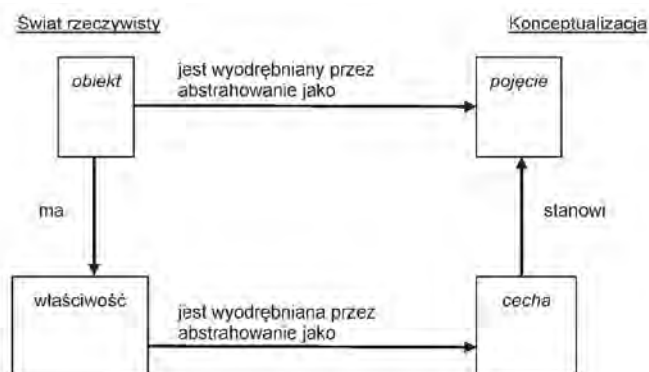 Świat rzeczywisty
Konceptualizacja
obiekt
jest wyodrębniany przez
abstrahowanie jako
pojęcie
ma
stanowi
właściwość
jest wyodrębniana przez
abstrahowanie jako
cecha